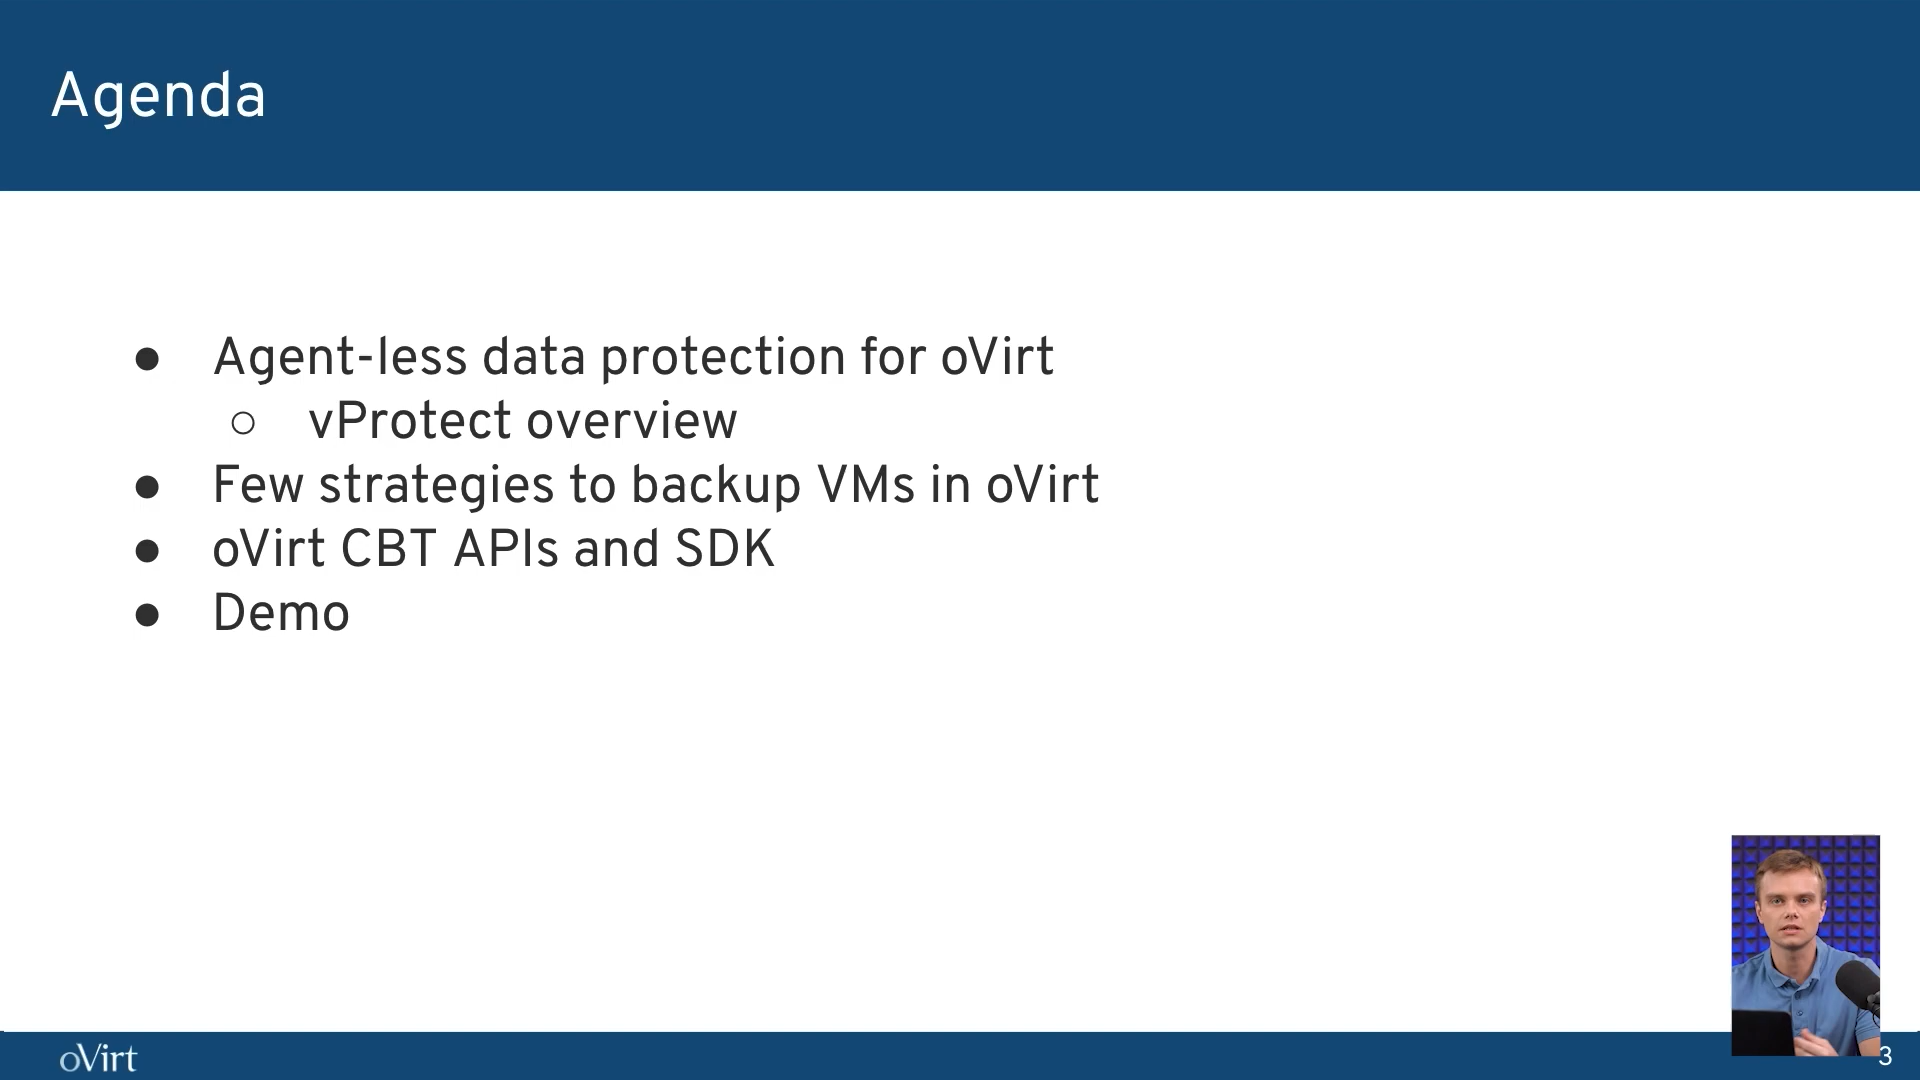 Agenda
● Agent-less data protection for oVirt
○ vProtect overview
● Few strategies to backup VMs in oVirt
● oVirt CBT APIs and SDK
● Demo
oVirt
3